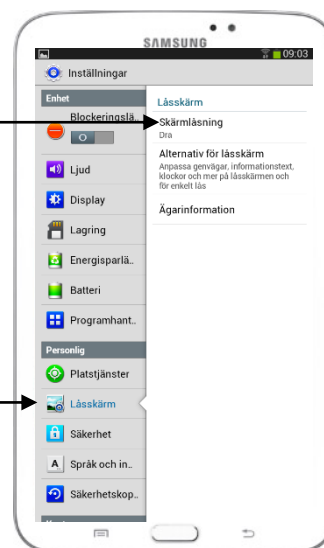 SAMSUNG
09:03
Inställningar
Enhet
Blockeringslä..
Ljud
Display
Lagring
Energisparlä..
Batteri
Programhant..
Personlig
Platstjänster
Låsskärm
Säkerhet
A Språk och in..
Säkerhetskop..
Låsskärm
Skärmlåsning
Dra
Alternativ för låsskärm
Anpassa genvägar, informationstext,
klockor och mer på låsskärmen och
för enkelt lås
Ägarinformation